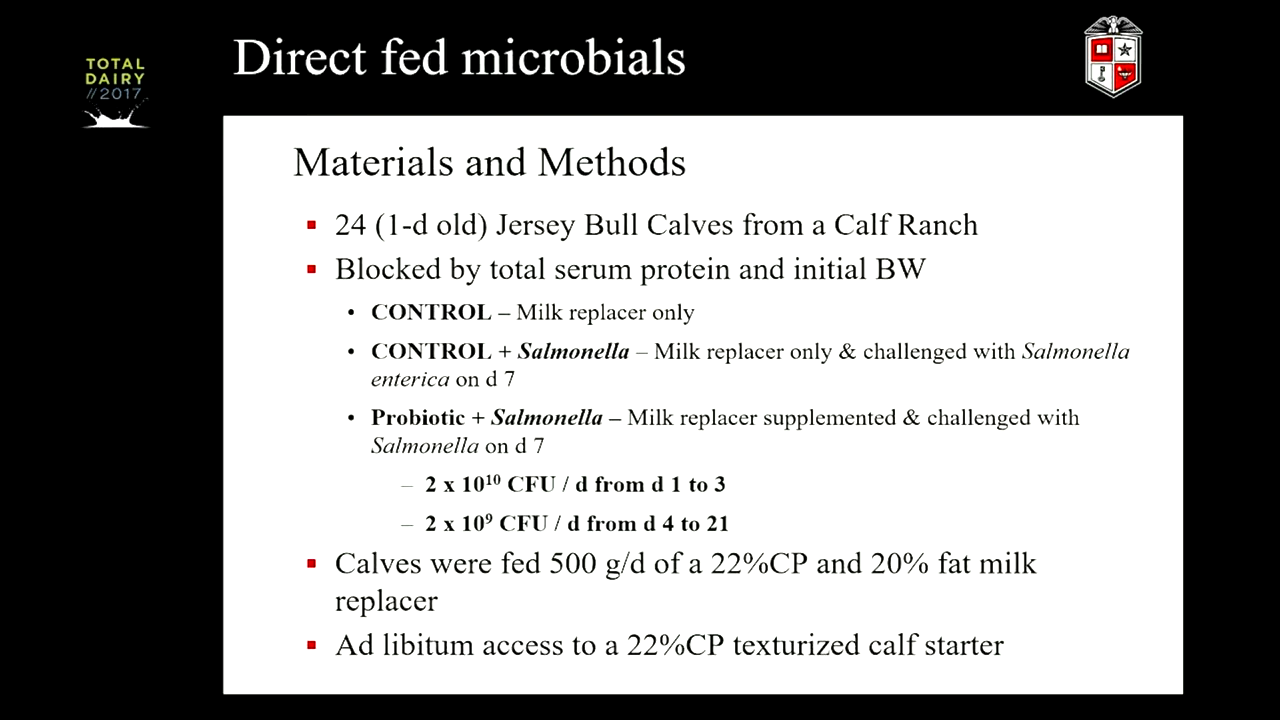 Direct fed microbials
TOTAL
DAIRY
//2017
Materials and Methods
▪ 24 (1-d old) Jersey Bull Calves from a Calf Ranch
▪ Blocked by total serum protein and initial BW
• CONTROL – Milk replacer only
• CONTROL + Salmonella – Milk replacer only & challenged with Salmonella
enterica on d 7
• Probiotic + Salmonella – Milk replacer supplemented & challenged with
Salmonella on d 7
– 2 x 10¹⁰ CFU / d from d 1 to 3
– 2 x 10⁹ CFU / d from d 4 to 21
▪ Calves were fed 500 g/d of a 22%CP and 20% fat milk
replacer
▪ Ad libitum access to a 22%CP texturized calf starter